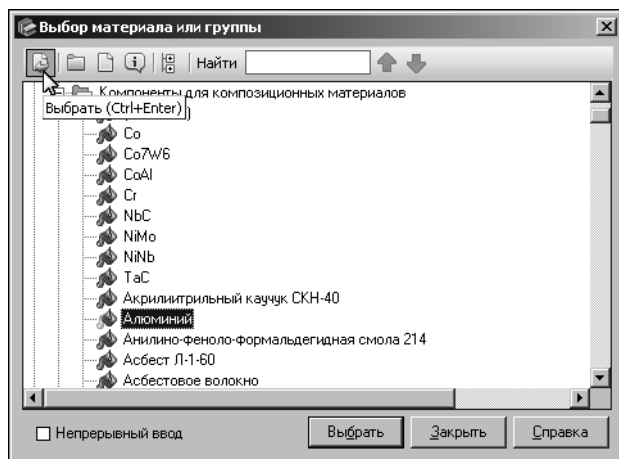 Выбор материала или группы
Найти
Компоненты для композиционных материалов
Выбрать (Ctrl+Enter)
Co
Co7W6
CoAl
Cr
NbC
NiMo
NiNb
TaC
Акрилиитрильный каучук СКН-40
Алюминий
Анилино-феноло-формальдегидная смола 214
Асбест Л-1-60
Асбестовое волокно
Непрерывный ввод
Выбрать
Закрыть
Справка